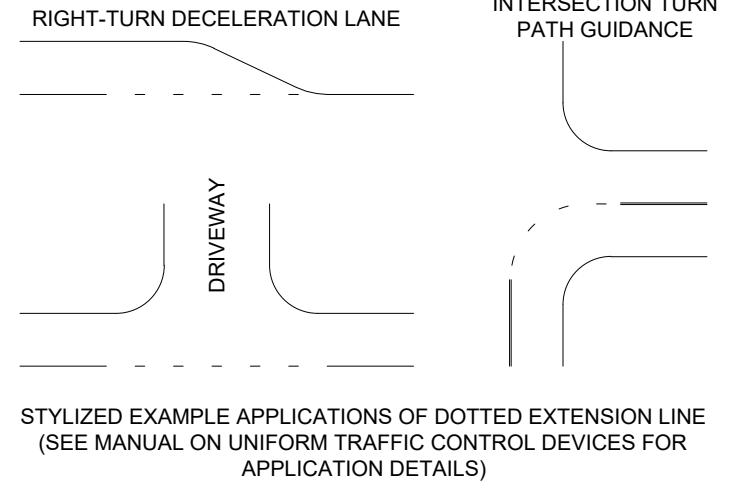 RIGHT-TURN DECELERATION LANE
INTERSECTION TURN
PATH GUIDANCE
DRIVEWAY
STYLIZED EXAMPLE APPLICATIONS OF DOTTED EXTENSION LINE
(SEE MANUAL ON UNIFORM TRAFFIC CONTROL DEVICES FOR
APPLICATION DETAILS)